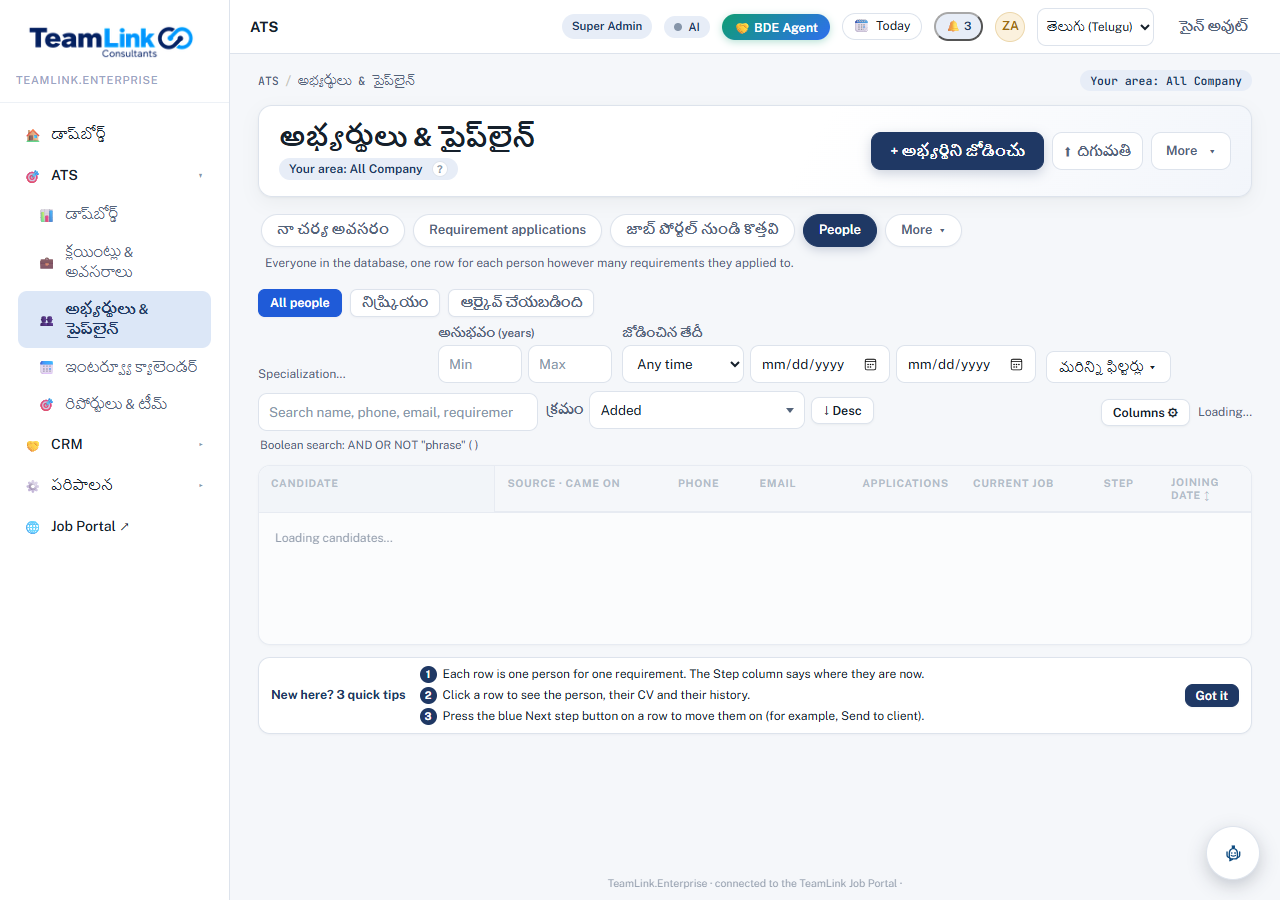 TeamLink
Consultants
TEAMLINK.ENTERPRISE
డాష్‌బోర్డ్
ATS
డాష్‌బోర్డ్
క్లయింట్లు &
అవసరాలు
అభ్యర్థులు &
పైప్‌లైన్
ఇంటర్వ్యూ క్యాలెండర్
రిపోర్టులు & టీమ్
CRM
పరిపాలన
Job Portal ↗
ATS
Super Admin
AI
BDE Agent
Today
3
ZA
తెలుగు (Telugu)
సైన్ అవుట్
ATS / అభ్యర్థులు & పైప్‌లైన్
Your area: All Company
అభ్యర్థులు & పైప్‌లైన్
Your area: All Company ?
+ అభ్యర్థిని జోడించు
⬆ దిగుమతి
More
నా చర్య అవసరం
Requirement applications
జాబ్ పోర్టల్ నుండి కొత్తవి
People
More
Everyone in the database, one row for each person however many requirements they applied to.
All people
నిష్క్రియం
ఆర్కైవ్ చేయబడింది
Specialization...
అనుభవం (years)
Min
Max
జోడించిన తేదీ
Any time
mm/dd/yyyy
mm/dd/yyyy
మరిన్ని ఫిల్టర్లు
Search name, phone, email, requiremer
క్రమం
Added
↓ Desc
Columns ⚙
Loading...
Boolean search: AND OR NOT "phrase" ( )
CANDIDATE
SOURCE · CAME ON
PHONE
EMAIL
APPLICATIONS
CURRENT JOB
STEP
JOINING
DATE ↕
Loading candidates...
New here? 3 quick tips
1 Each row is one person for one requirement. The Step column says where they are now.
2 Click a row to see the person, their CV and their history.
3 Press the blue Next step button on a row to move them on (for example, Send to client).
Got it
TeamLink.Enterprise · connected to the TeamLink Job Portal ·